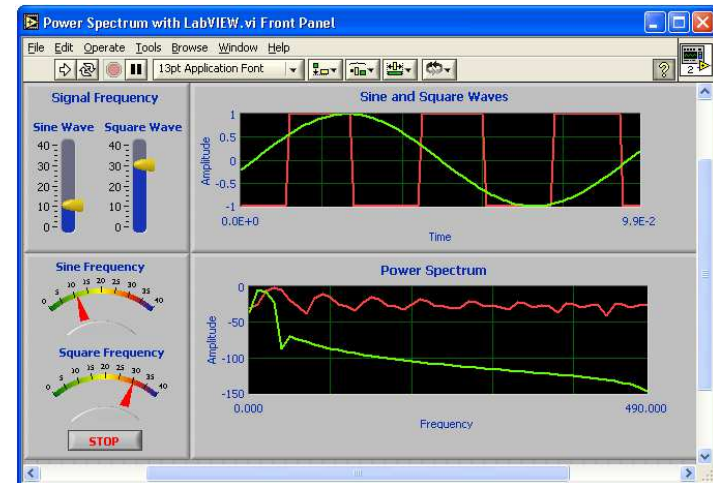 Power Spectrum with LabVIEW.vi Front Panel
File Edit Operate Tools Browse Window Help
13pt Application Font
2
Signal Frequency
Sine Wave Square Wave
40
30
20
10
0
40
30
20
10
0
Sine and Square Waves
Amplitude
1
0.5
0
-0.5
-1
0.0E+0 9.9E-2
Time
Sine Frequency
0 5 10 15 20 25 30 35 40
Square Frequency
0 5 10 15 20 25 30 35 40
STOP
Power Spectrum
Amplitude
0
-50
-100
-150
0.000 490.000
Frequency